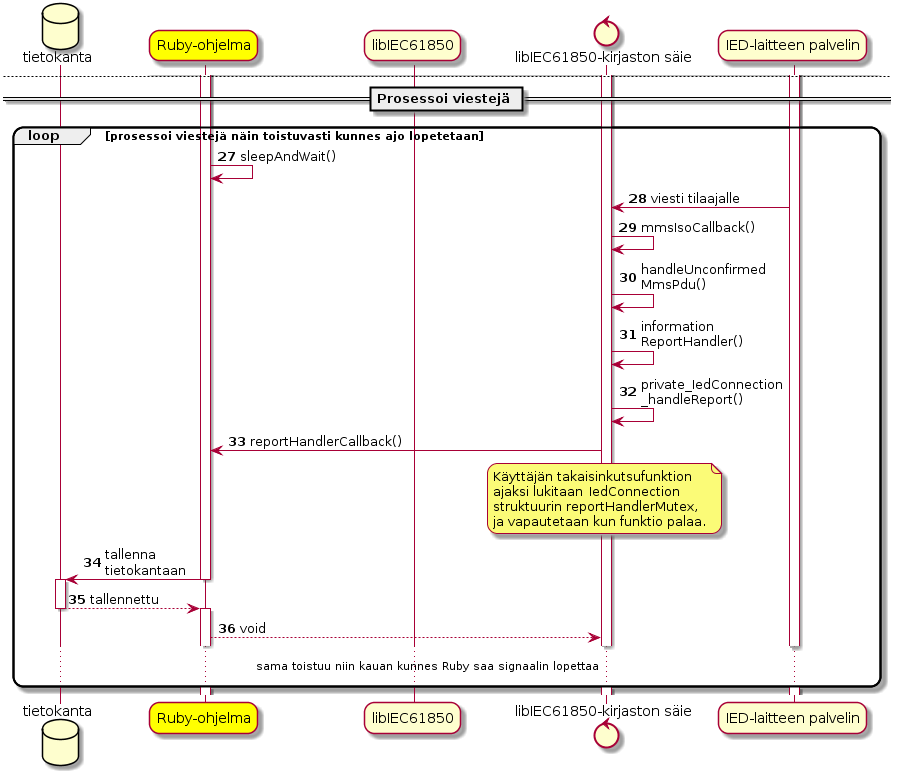 tietokanta
Ruby-ohjelma
libIEC61850
libIEC61850-kirjaston säie
IED-laitteen palvelin
Prosessoi viestejä
loop
[prosessoi viestejä näin toistuvasti kunnes ajo lopetetaan]
27 sleepAndWait()
28 viesti tilaajalle
29 mmsIsoCallback()
30 handleUnconfirmed
MmsPdu()
31 information
ReportHandler()
32 private_IedConnection
_handleReport()
33 reportHandlerCallback()
Käyttäjän takaisinkutsufunktion
ajaksi lukitaan IedConnection
struktuurin reportHandlerMutex,
ja vapautetaan kun funktio palaa.
34 tallenna
tietokantaan
35 tallennettu
36 void
sama toistuu niin kauan kunnes Ruby saa signaalin lopettaa
tietokanta
Ruby-ohjelma
libIEC61850
libIEC61850-kirjaston säie
IED-laitteen palvelin